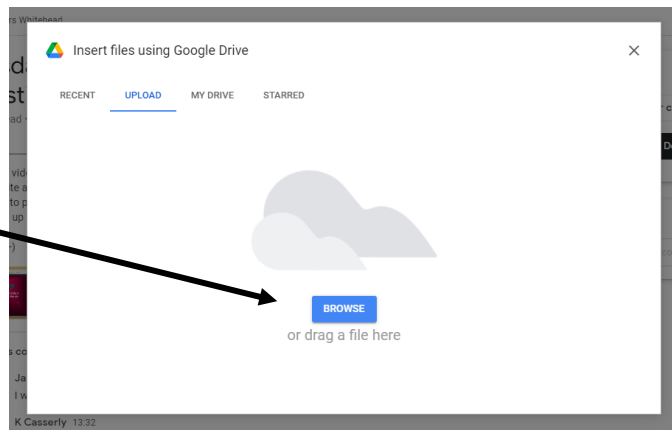 rs Whitehead
Insert files using Google Drive
RECENT UPLOAD MY DRIVE STARRED
BROWSE
or drag a file here
K Casserly 13:32